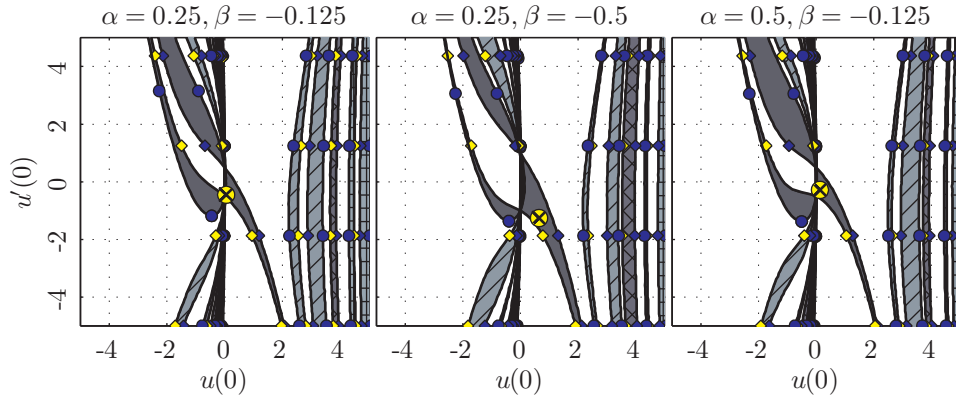 α = 0.25, β = −0.125
α = 0.25, β = −0.5
α = 0.5, β = −0.125
u′(0)
4
2
0
-2
-4
-4 -2 0 2 4
-4 -2 0 2 4
-4 -2 0 2 4
u(0)
u(0)
u(0)